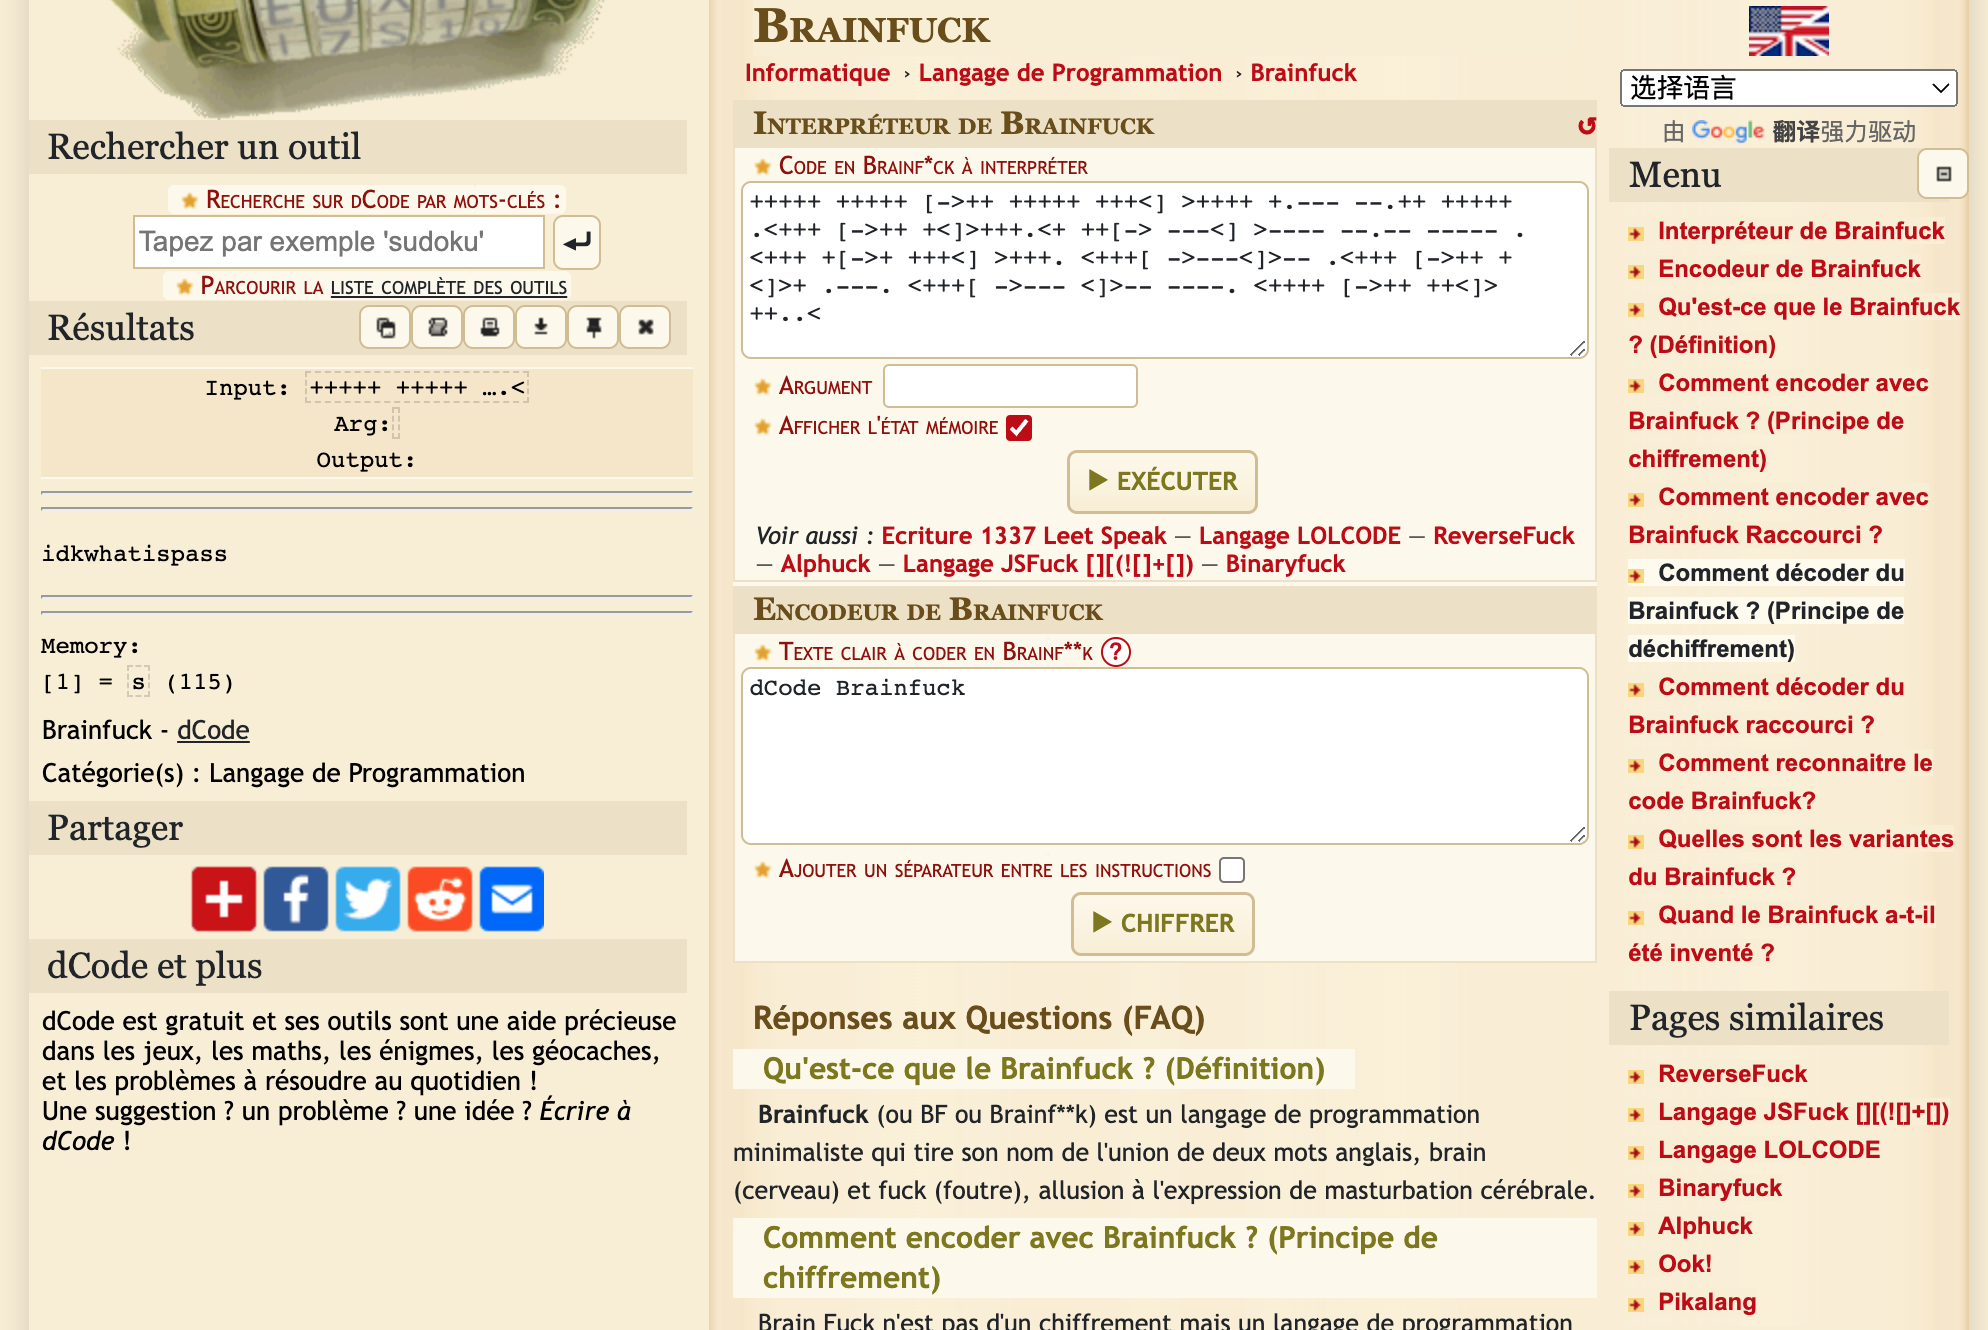 Rechercher un outil
Recherche sur dCode par mots-clés :
Tapez par exemple 'sudoku'
Parcourir la liste complète des outils
Résultats
Input: +++++ +++++ ….<
Arg:
Output:
idkwhatispass
Memory:
[1] = s (115)
Brainfuck - dCode
Catégorie(s) : Langage de Programmation
Partager
dCode et plus
dCode est gratuit et ses outils sont une aide précieuse
dans les jeux, les maths, les énigmes, les géocaches,
et les problèmes à résoudre au quotidien !
Une suggestion ? un problème ? une idée ? Écrire à
dCode !
Brainfuck
Informatique › Langage de Programmation › Brainfuck
Interpréteur de Brainfuck
Code en Brainf*ck à interpréter
+++++ +++++ [->++ +++++ +++<] >++++ +.--- --.++ +++++
.<+++ [->++ +<]>+++.<+ ++[-> ---<] >---- --.-- ----- .
<+++ +[->+ +++<] >+++. <+++[ ->---<]>-- .<+++ [->++ +
<]>+ .---. <+++[ ->--- <]>-- ----. <++++ [->++ ++<]>
++..<
Argument
Afficher l'état mémoire
▶ EXÉCUTER
Voir aussi : Ecriture 1337 Leet Speak — Langage LOLCODE — ReverseFuck
— Alphuck — Langage JSFuck [][(![]+[]) — Binaryfuck
Encodeur de Brainfuck
Texte clair à coder en Brainf**k ?
dCode Brainfuck
Ajouter un séparateur entre les instructions
▶ CHIFFRER
Réponses aux Questions (FAQ)
Qu'est-ce que le Brainfuck ? (Définition)
Brainfuck (ou BF ou Brainf**k) est un langage de programmation
minimaliste qui tire son nom de l'union de deux mots anglais, brain
(cerveau) et fuck (foutre), allusion à l'expression de masturbation cérébrale.
Comment encoder avec Brainfuck ? (Principe de
chiffrement)
Brain Fuck n'est pas d'un chiffrement mais un langage de programmation
选择语言
由 Google 翻译强力驱动
Menu
Interpréteur de Brainfuck
Encodeur de Brainfuck
Qu'est-ce que le Brainfuck
? (Définition)
Comment encoder avec
Brainfuck ? (Principe de
chiffrement)
Comment encoder avec
Brainfuck Raccourci ?
Comment décoder du
Brainfuck ? (Principe de
déchiffrement)
Comment décoder du
Brainfuck raccourci ?
Comment reconnaitre le
code Brainfuck?
Quelles sont les variantes
du Brainfuck ?
Quand le Brainfuck a-t-il
été inventé ?
Pages similaires
ReverseFuck
Langage JSFuck [][(![]+[])
Langage LOLCODE
Binaryfuck
Alphuck
Ook!
Pikalang